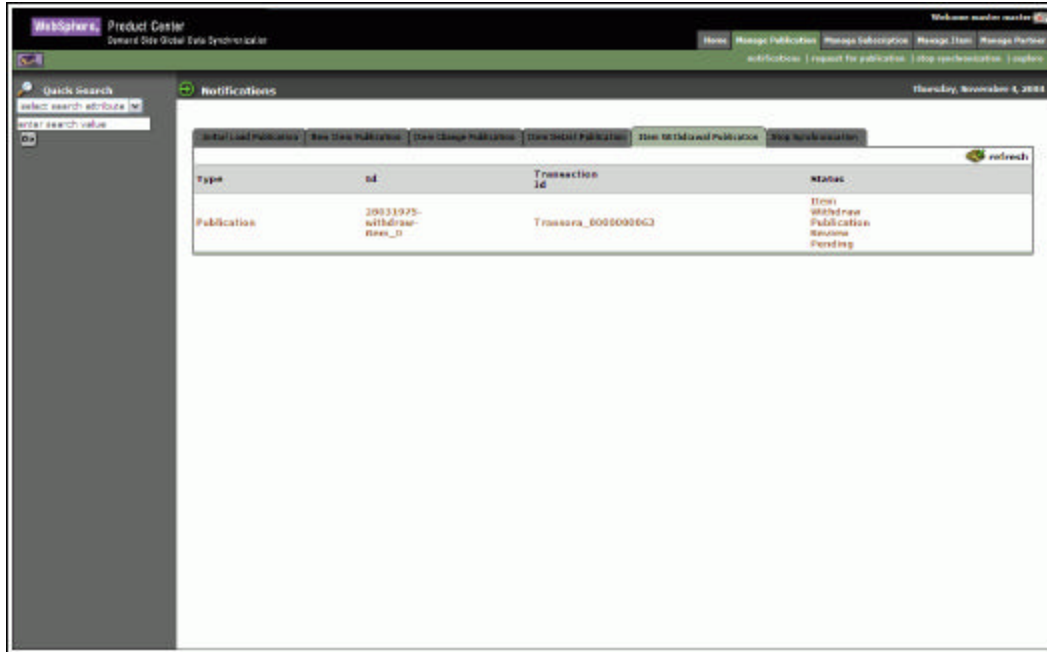 WebSphere. Product Center
Demand Side Global Data Synchronization
Welcome master master
Home Manage Publication Manage Subscription Manage Item Manage Partner
notifications | request for publication | stop synchronization | explore
Quick Search
select search attribute
enter search value
Go
Notifications
Thursday, November 4, 2004
Initial Load Publication New Item Publication Item Change Publication Item Delist Publication Item Withdrawal Publication Stop Synchronization
refresh
Type Id Transaction Id Status
Publication
withdraw-
Transora_0000000063
Item
Withdraw
Publication
Review
Pending